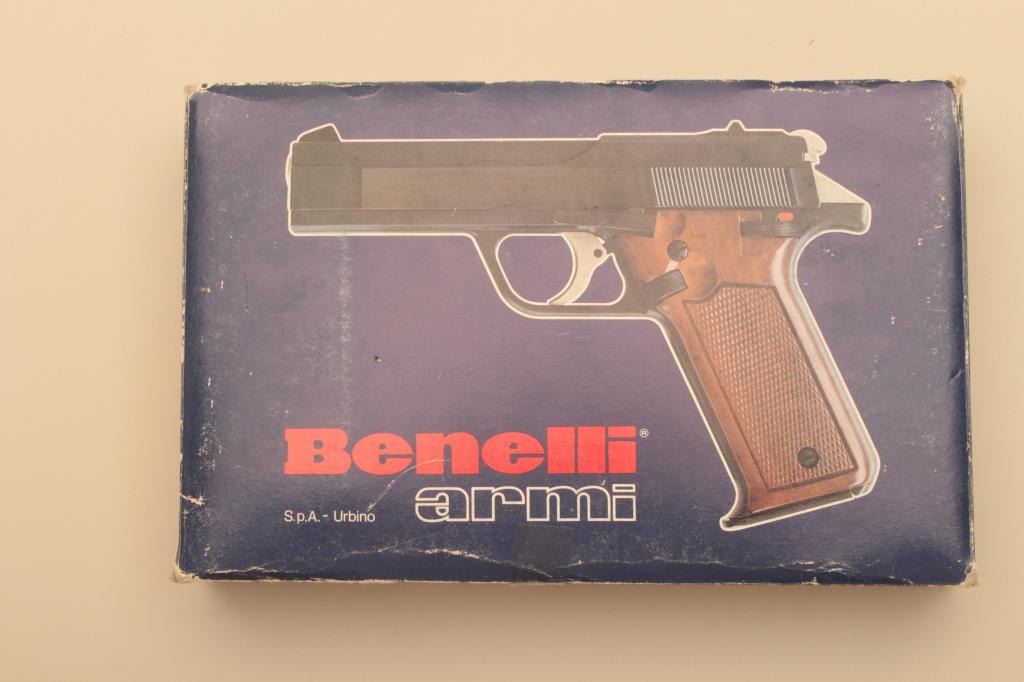 Benelli®
armi
S.p.A. - Urbino